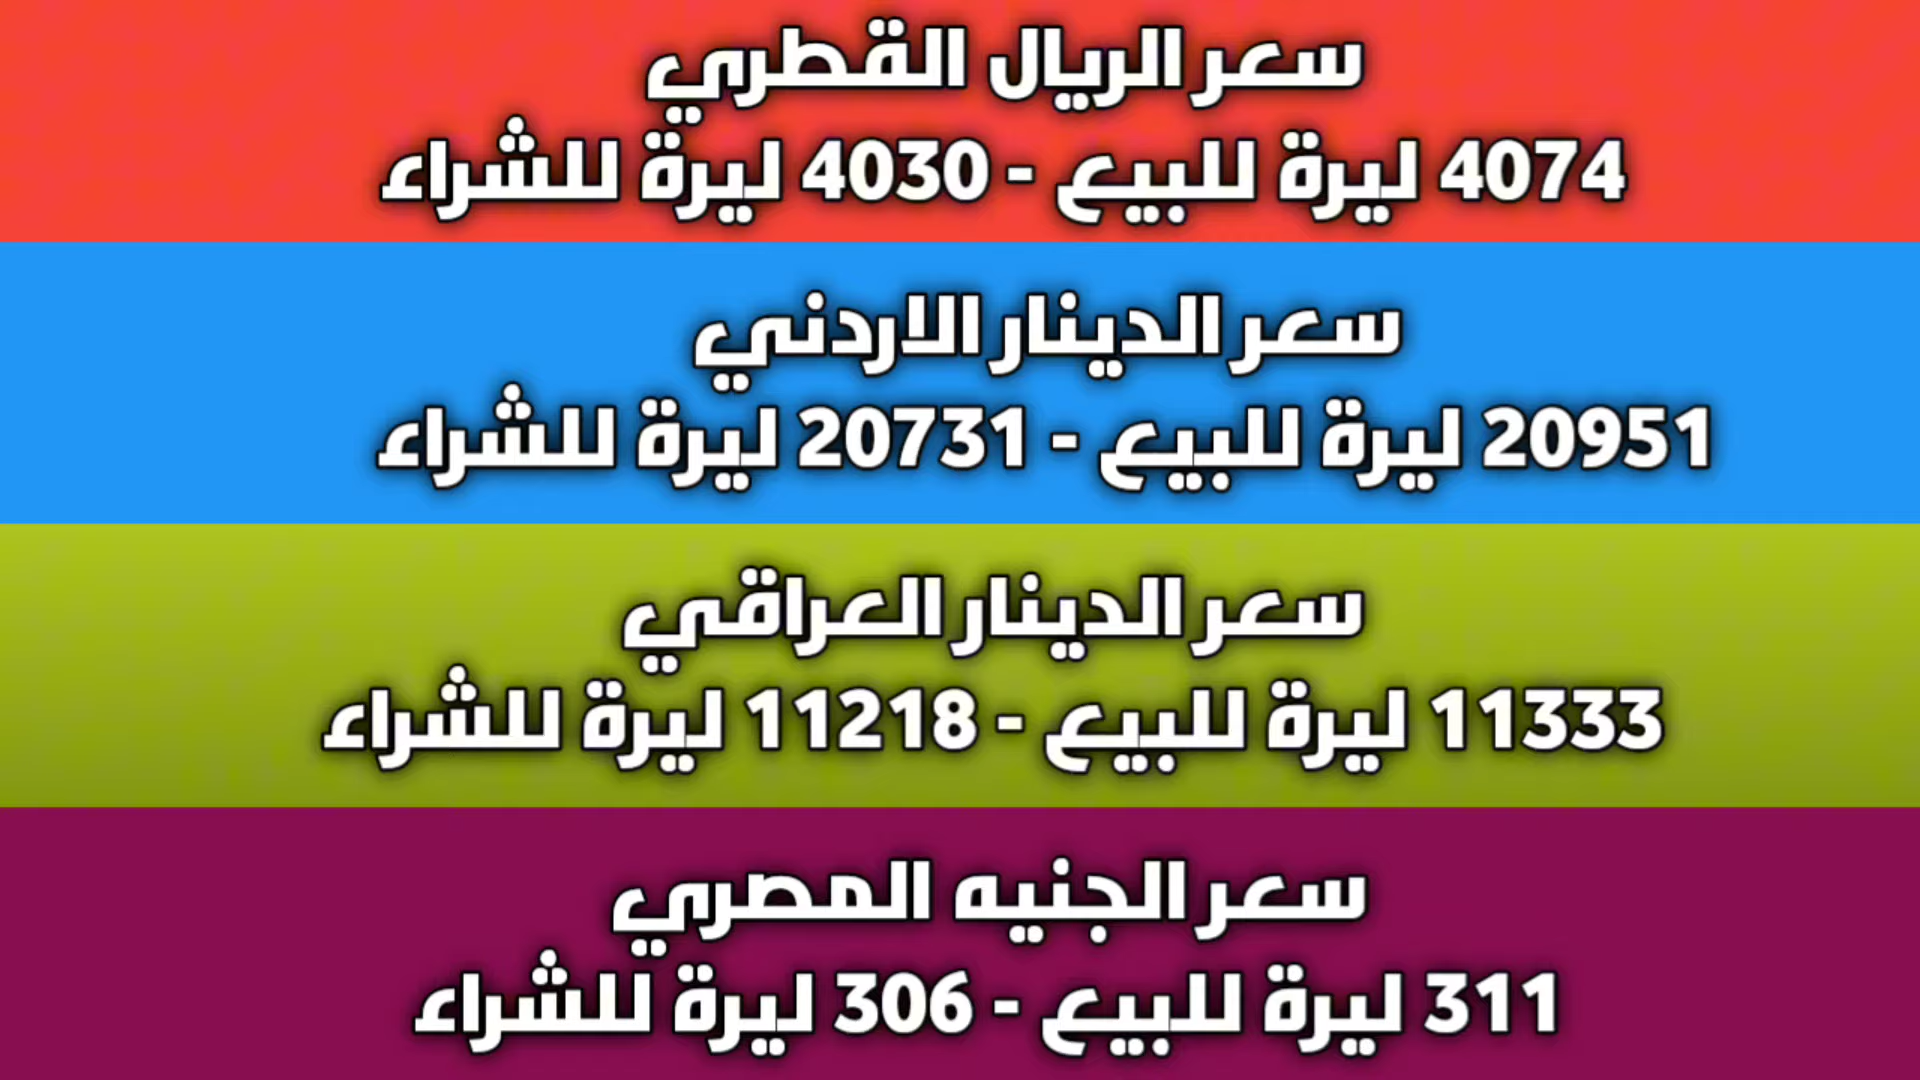 سعر الريال القطري
4074 ليرة للبيع - 4030 ليرة للشراء
سعر الدينار الاردني
20951 ليرة للبيع - 20731 ليرة للشراء
سعر الدينار العراقي
11333 ليرة للبيع - 11218 ليرة للشراء
سعر الجنيه المصري
311 ليرة للبيع - 306 ليرة للشراء